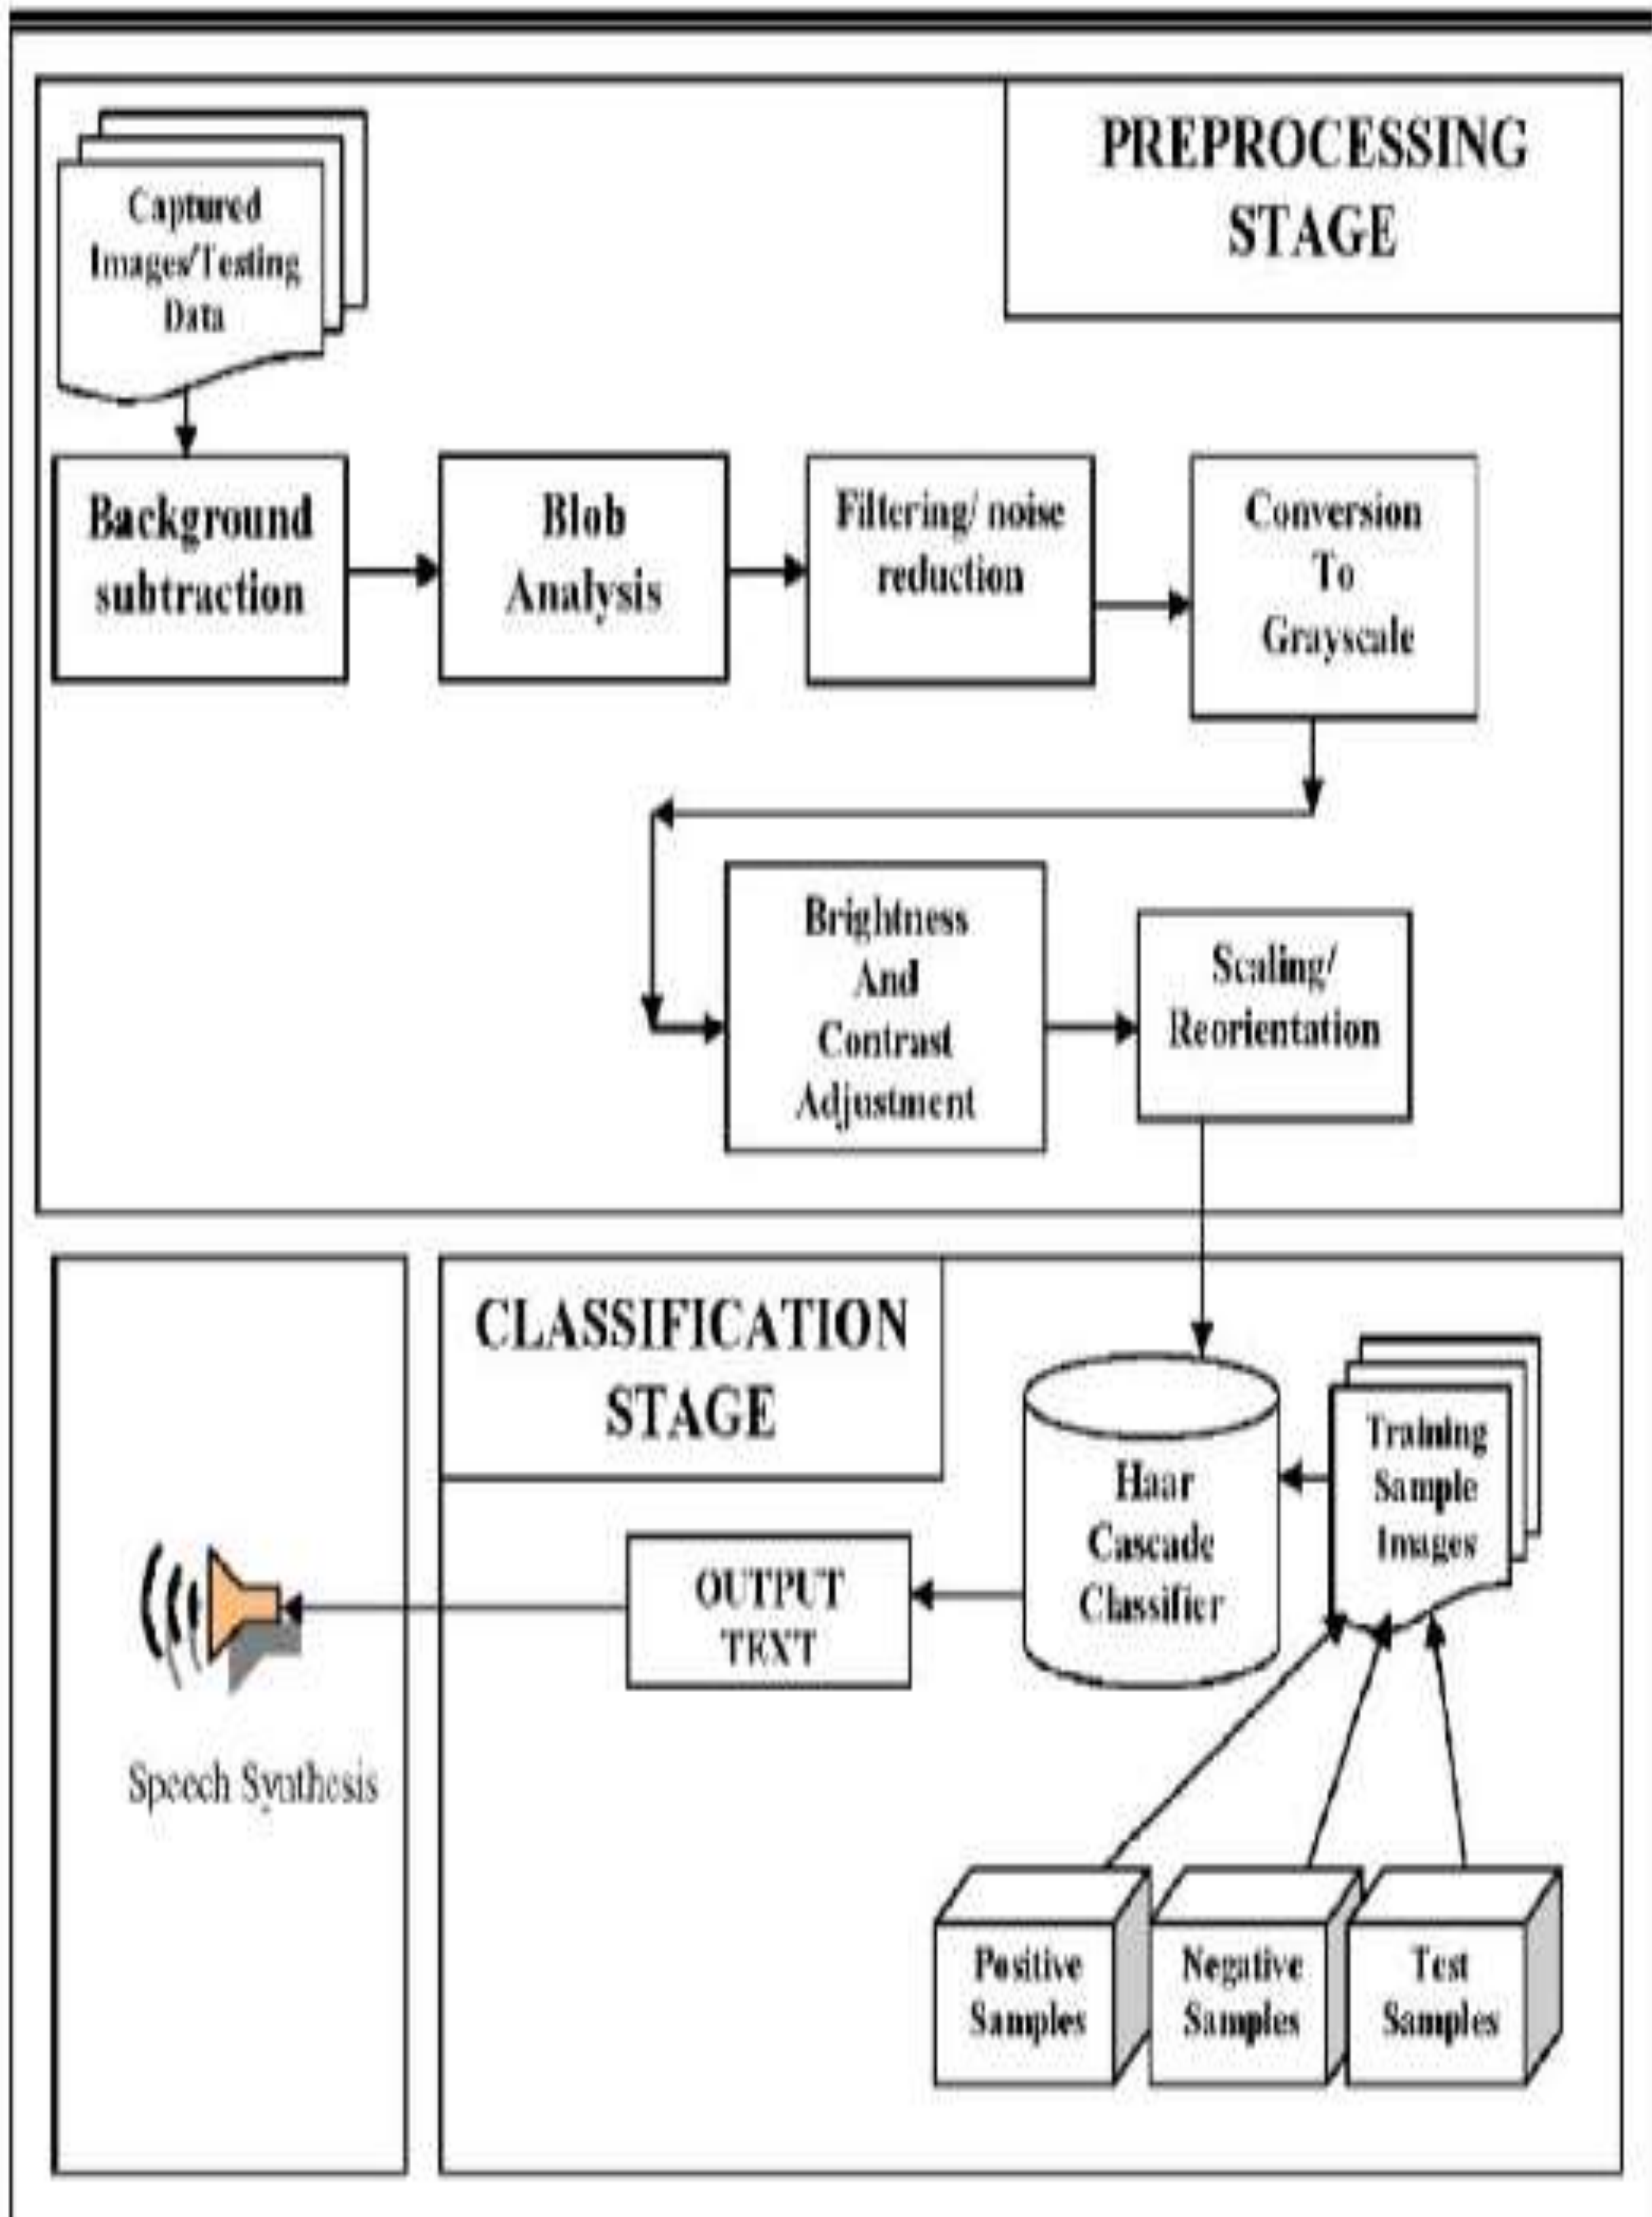 PREPROCESSING
STAGE
Captured
Images/Testing
Data
Background
subtraction
Blob
Analysis
Filtering/ noise
reduction
Conversion
To
Grayscale
Brightness
And
Contrast
Adjustment
Scaling/
Reorientation
CLASSIFICATION
STAGE
Training
Sample
Images
Haar
Cascade
Classifier
OUTPUT
TEXT
Speech Synthesis
Positive
Samples
Negative
Samples
Test
Samples